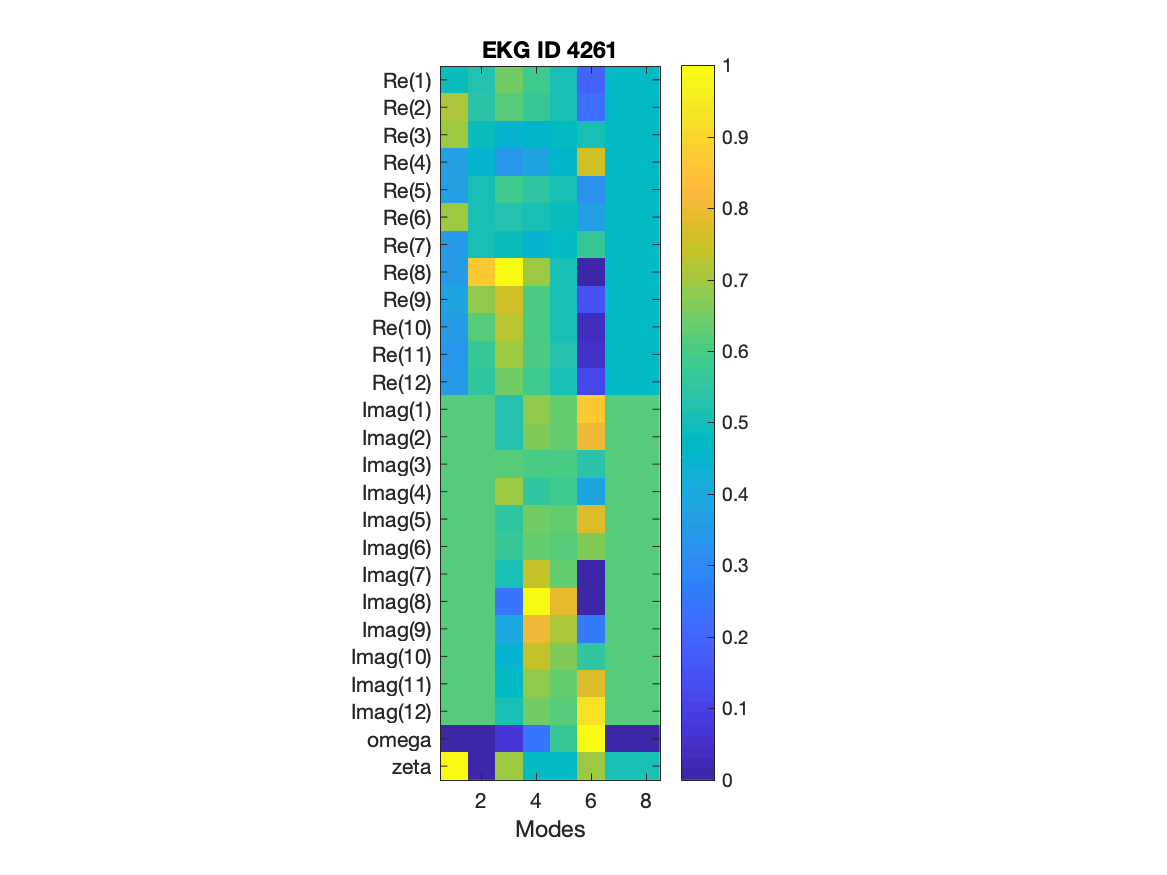 EKG ID 4261
Re(1)
Re(2)
Re(3)
Re(4)
Re(5)
Re(6)
Re(7)
Re(8)
Re(9)
Re(10)
Re(11)
Re(12)
Imag(1)
Imag(2)
Imag(3)
Imag(4)
Imag(5)
Imag(6)
Imag(7)
Imag(8)
Imag(9)
Imag(10)
Imag(11)
Imag(12)
omega
zeta
2 4 6 8
Modes
1
0.9
0.8
0.7
0.6
0.5
0.4
0.3
0.2
0.1
0